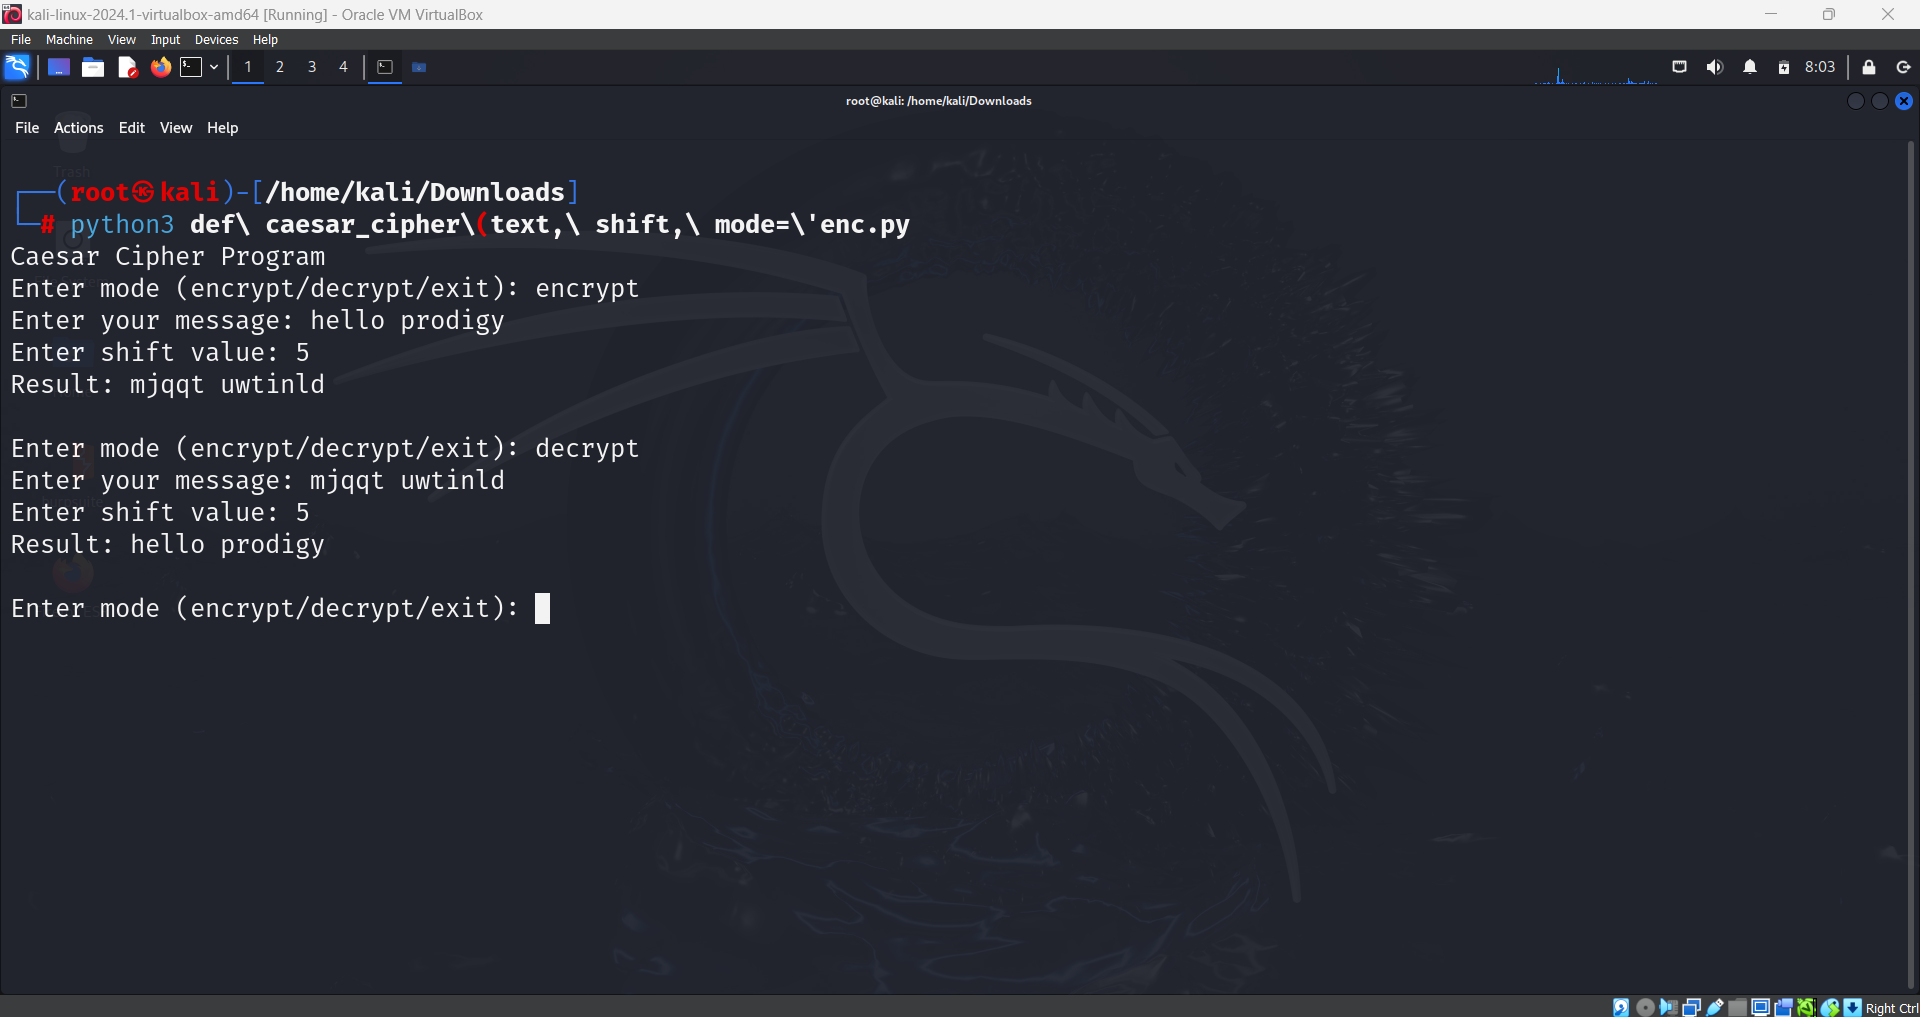 kali-linux-2024.1-virtualbox-amd64 [Running] - Oracle VM VirtualBox
File Machine View Input Devices Help
1 2 3 4 8:03
root@kali: /home/kali/Downloads
File Actions Edit View Help
Trash
(root㉿kali)-[/home/kali/Downloads]
# python3 def\ caesar_cipher\(text,\ shift,\ mode=\'enc.py
Caesar Cipher Program
Enter mode (encrypt/decrypt/exit): encrypt
Enter your message: hello prodigy
Enter shift value: 5
Result: mjqqt uwtinld
Enter mode (encrypt/decrypt/exit): decrypt
Enter your message: mjqqt uwtinld
Enter shift value: 5
Result: hello prodigy
Enter mode (encrypt/decrypt/exit):
Right Ctrl